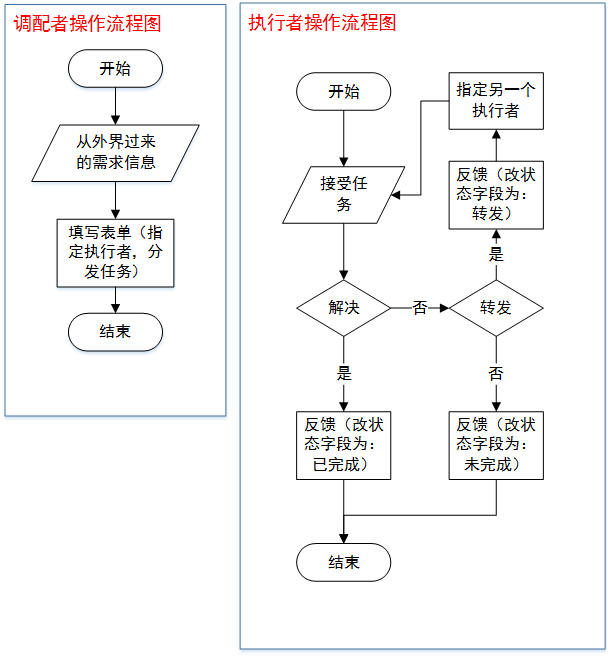 调配者操作流程图
开始
从外界过来
的需求信息
填写表单（指
定执行者，分
发任务）
结束
执行者操作流程图
开始
接受任
务
解决
否
转发
是
反馈（改状
态字段为：
转发）
指定另一个
执行者
是
否
反馈（改状
态字段为：
已完成）
反馈（改状
态字段为：
未完成）
结束